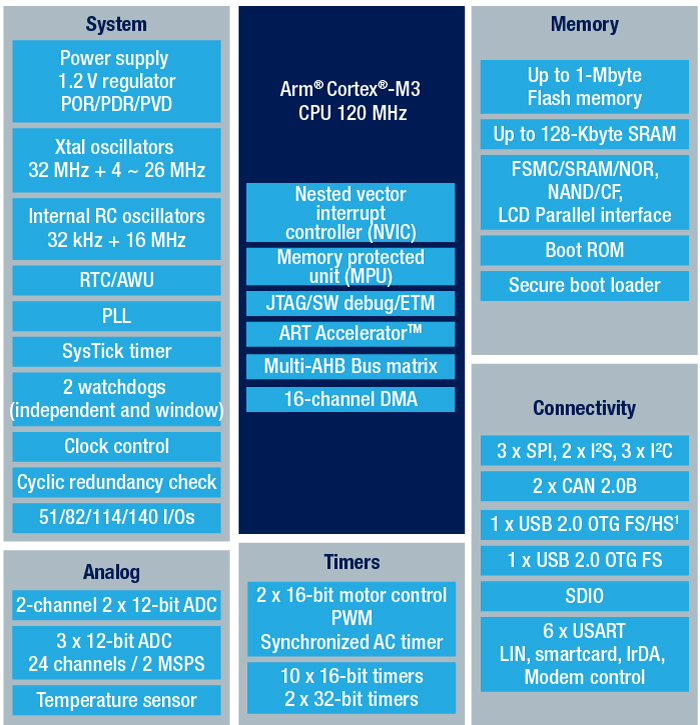 System
Power supply
1.2 V regulator
POR/PDR/PVD
Xtal oscillators
32 MHz + 4 ~ 26 MHz
Internal RC oscillators
32 kHz + 16 MHz
RTC/AWU
PLL
SysTick timer
2 watchdogs
(independent and window)
Clock control
Cyclic redundancy check
51/82/114/140 I/Os
Arm® Cortex®-M3
CPU 120 MHz
Nested vector
interrupt
controller (NVIC)
Memory protected
unit (MPU)
JTAG/SW debug/ETM
ART Accelerator™
Multi-AHB Bus matrix
16-channel DMA
Memory
Up to 1-Mbyte
Flash memory
Up to 128-Kbyte SRAM
FSMC/SRAM/NOR,
NAND/CF,
LCD Parallel interface
Boot ROM
Secure boot loader
Connectivity
3 x SPI, 2 x I²S, 3 x I²C
2 x CAN 2.0B
1 x USB 2.0 OTG FS/HS¹
1 x USB 2.0 OTG FS
SDIO
6 x USART
LIN, smartcard, IrDA,
Modem control
Analog
2-channel 2 x 12-bit ADC
3 x 12-bit ADC
24 channels / 2 MSPS
Temperature sensor
Timers
2 x 16-bit motor control
PWM
Synchronized AC timer
10 x 16-bit timers
2 x 32-bit timers